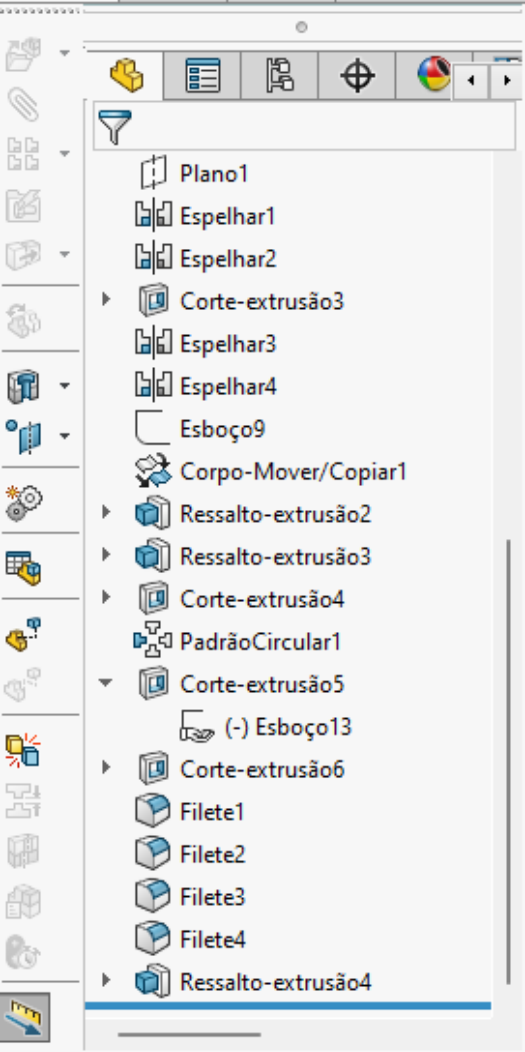 Plano1
Espelhar1
Espelhar2
Corte-extrusão3
Espelhar3
Espelhar4
Esboço9
Corpo-Mover/Copiar1
Ressalto-extrusão2
Ressalto-extrusão3
Corte-extrusão4
PadrãoCircular1
Corte-extrusão5
(-) Esboço13
Corte-extrusão6
Filete1
Filete2
Filete3
Filete4
Ressalto-extrusão4